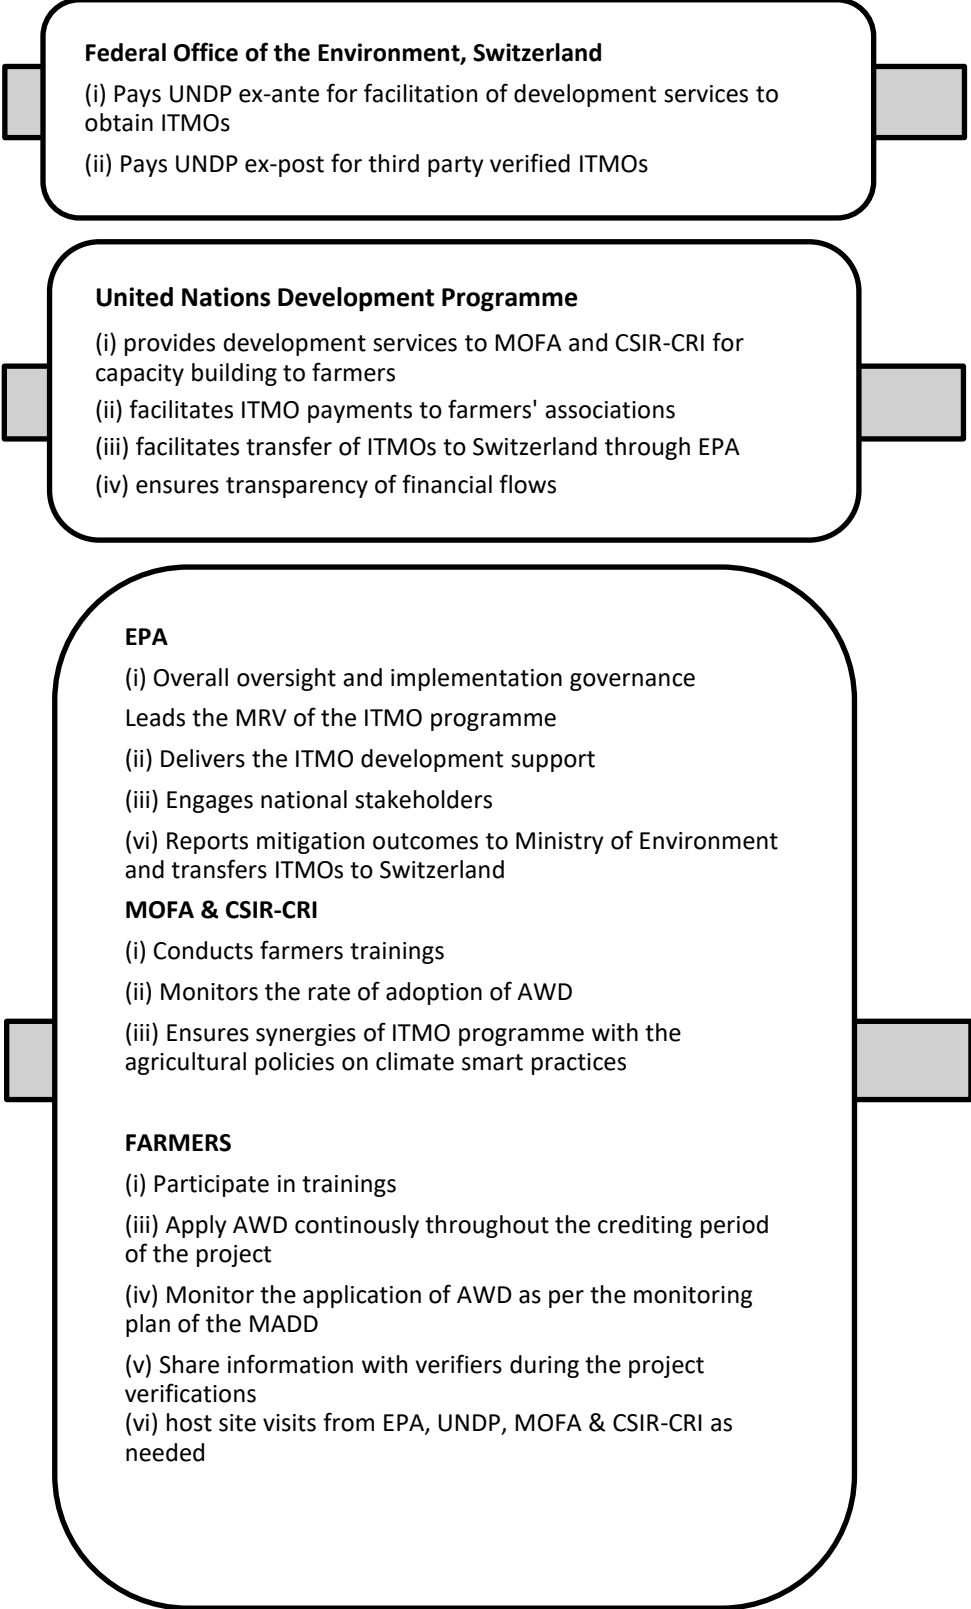 Federal Office of the Environment, Switzerland
(i) Pays UNDP ex-ante for facilitation of development services to
obtain ITMOs
(ii) Pays UNDP ex-post for third party verified ITMOs
United Nations Development Programme
(i) provides development services to MOFA and CSIR-CRI for
capacity building to farmers
(ii) facilitates ITMO payments to farmers' associations
(iii) facilitates transfer of ITMOs to Switzerland through EPA
(iv) ensures transparency of financial flows
EPA
(i) Overall oversight and implementation governance
Leads the MRV of the ITMO programme
(ii) Delivers the ITMO development support
(iii) Engages national stakeholders
(vi) Reports mitigation outcomes to Ministry of Environment
and transfers ITMOs to Switzerland
MOFA & CSIR-CRI
(i) Conducts farmers trainings
(ii) Monitors the rate of adoption of AWD
(iii) Ensures synergies of ITMO programme with the
agricultural policies on climate smart practices
FARMERS
(i) Participate in trainings
(iii) Apply AWD continously throughout the crediting period
of the project
(iv) Monitor the application of AWD as per the monitoring
plan of the MADD
(v) Share information with verifiers during the project
verifications
(vi) host site visits from EPA, UNDP, MOFA & CSIR-CRI as
needed